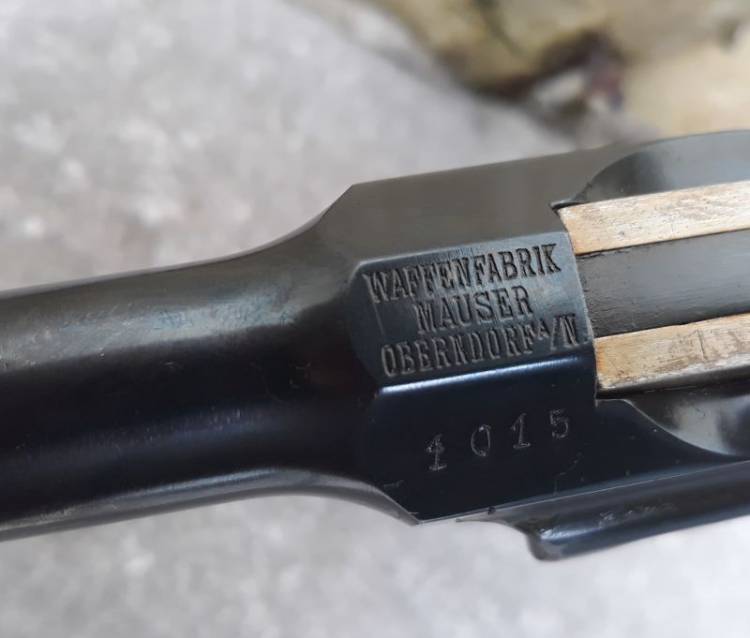 WAFFENFABRIK
MAUSER
OBERNDORF A/N
1015